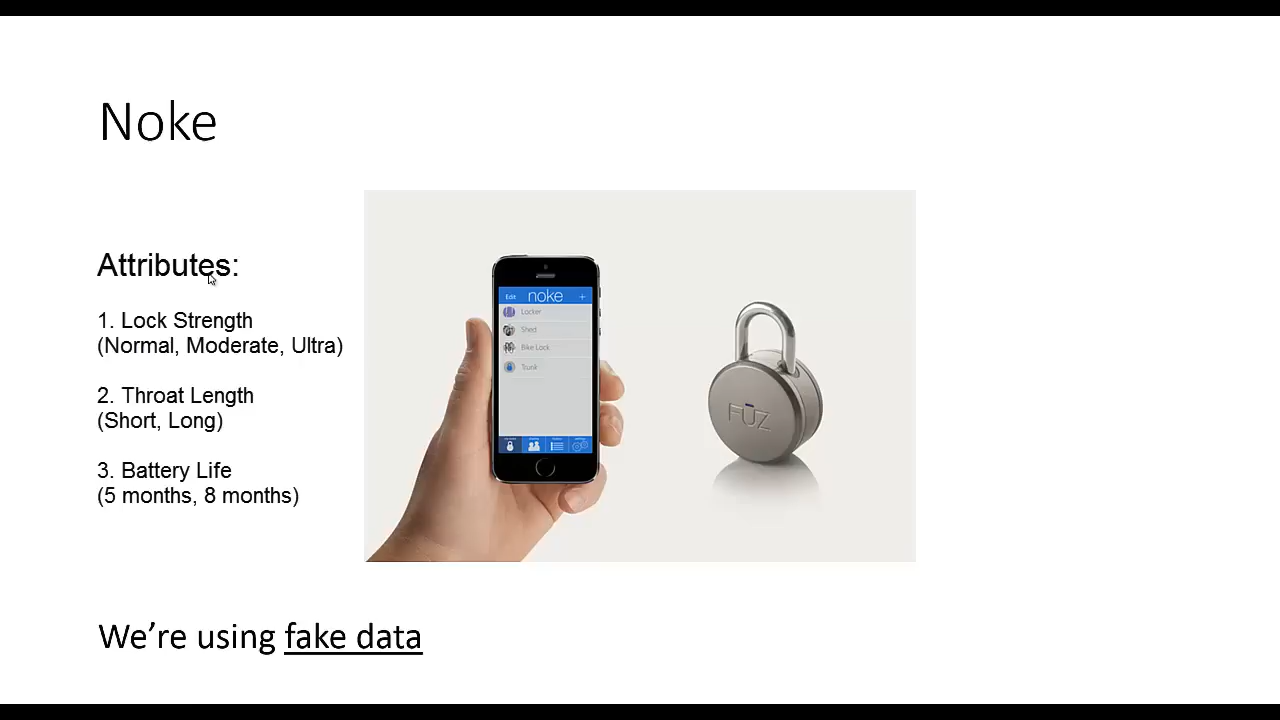 Noke
Attributes:
1. Lock Strength
(Normal, Moderate, Ultra)
2. Throat Length
(Short, Long)
3. Battery Life
(5 months, 8 months)
Edit noke +
Locker
Shed
Bike Lock
Trunk
FŪZ
We’re using fake data